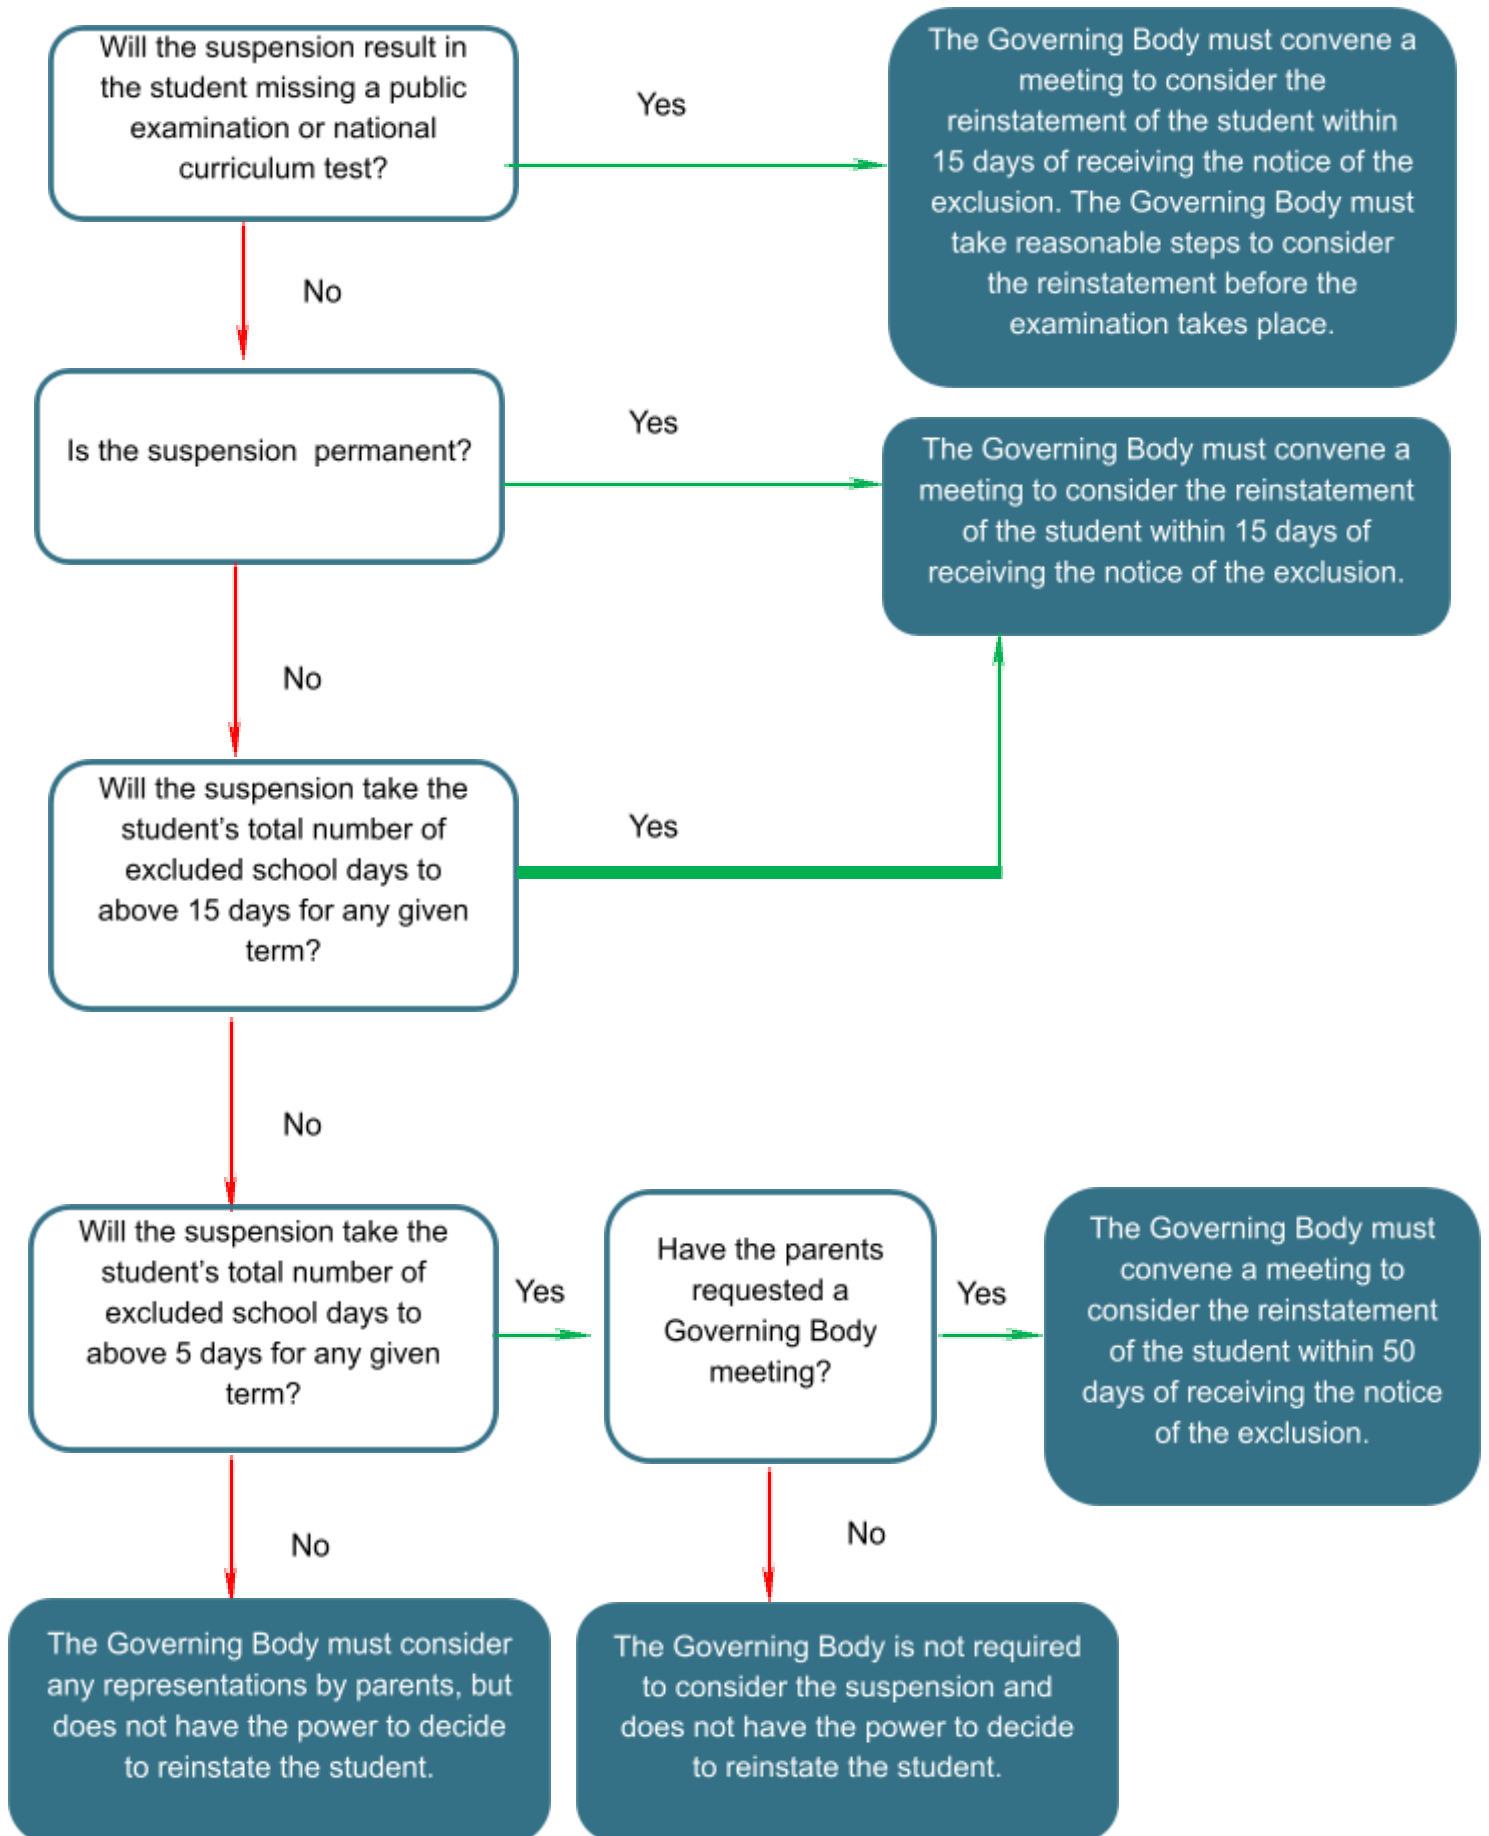 Will the suspension result in
the student missing a public
examination or national
curriculum test?
Yes
The Governing Body must convene a
meeting to consider the
reinstatement of the student within
15 days of receiving the notice of the
exclusion. The Governing Body must
take reasonable steps to consider
the reinstatement before the
examination takes place.
No
Is the suspension  permanent?
Yes
The Governing Body must convene a
meeting to consider the reinstatement
of the student within 15 days of
receiving the notice of the exclusion.
No
Will the suspension take the
student’s total number of
excluded school days to
above 15 days for any given
term?
Yes
No
Will the suspension take the
student’s total number of
excluded school days to
above 5 days for any given
term?
Yes
Have the parents
requested a
Governing Body
meeting?
Yes
The Governing Body must
convene a meeting to
consider the reinstatement
of the student within 50
days of receiving the notice
of the exclusion.
No
No
The Governing Body must consider
any representations by parents, but
does not have the power to decide
to reinstate the student.
The Governing Body is not required
to consider the suspension and
does not have the power to decide
to reinstate the student.